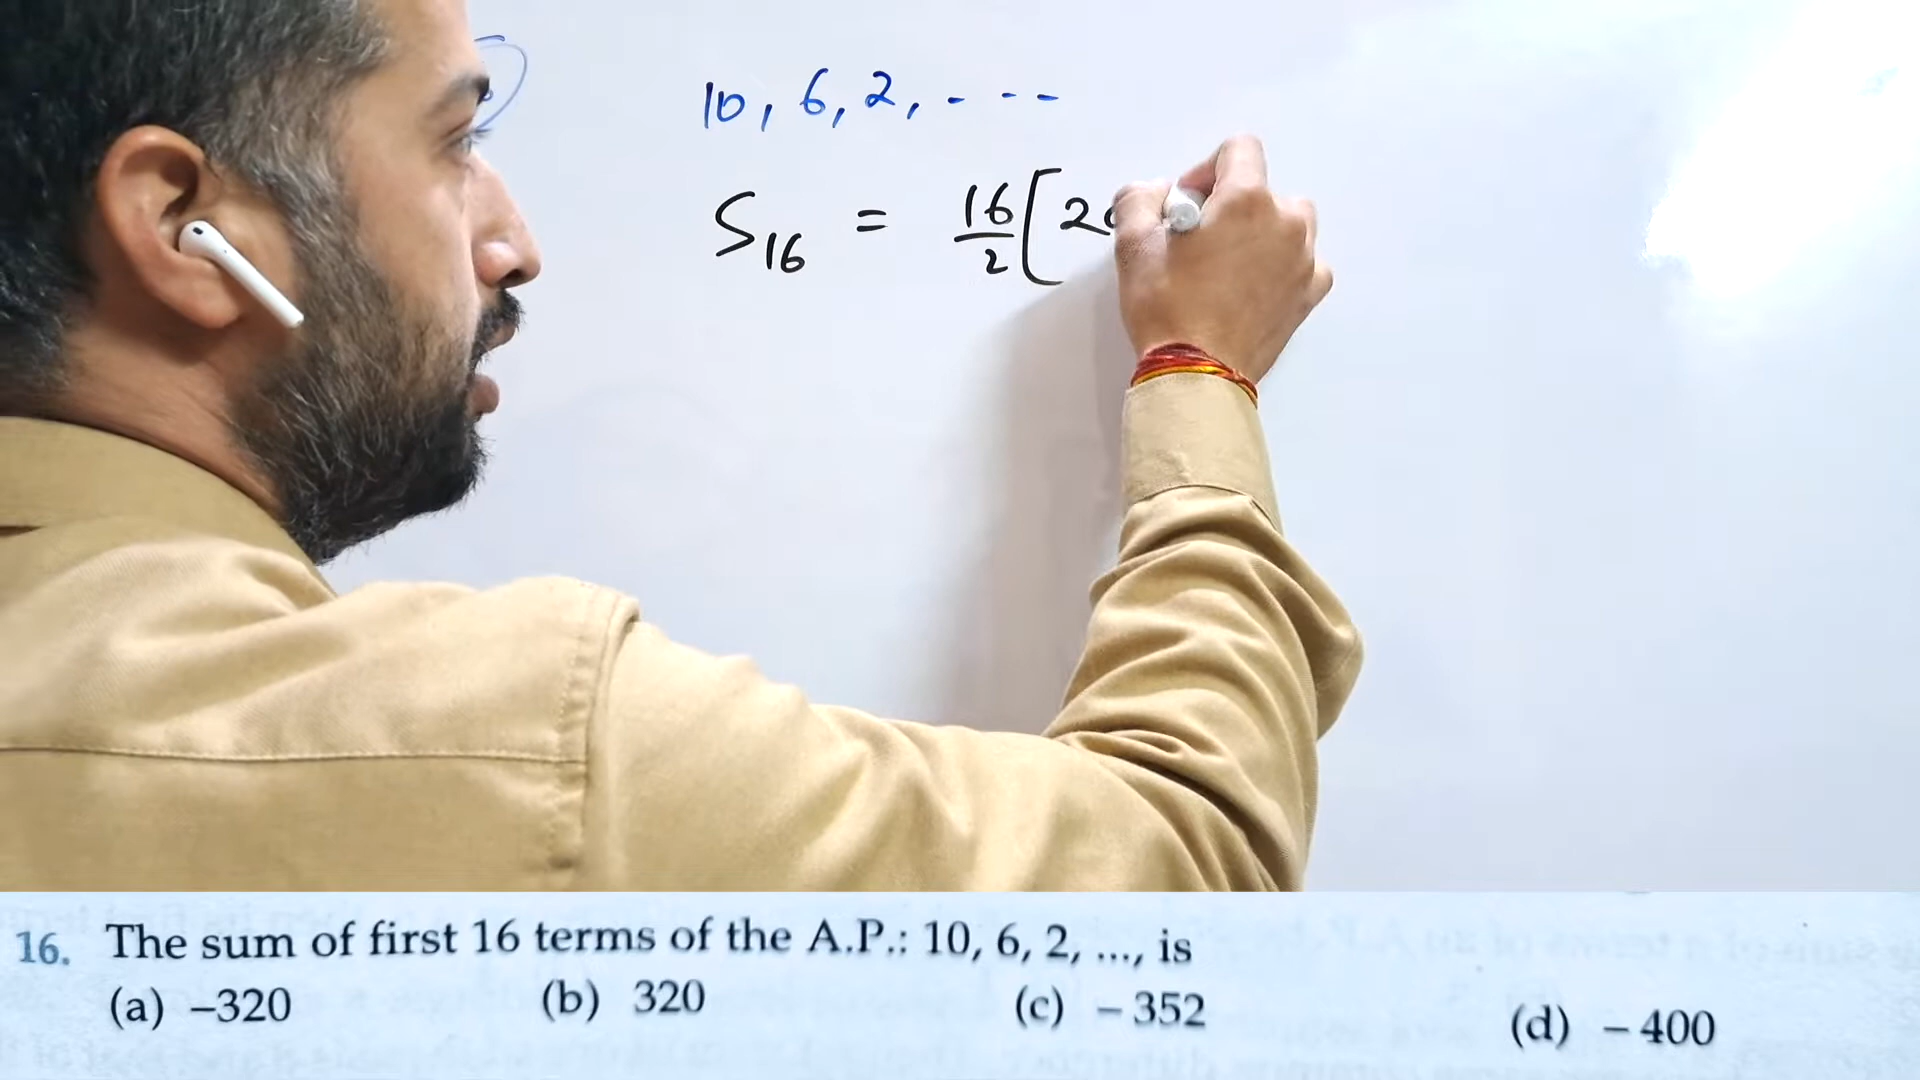 10, 6, 2, - - -
S₁₆ = 16/2 [2
16. The sum of first 16 terms of the A.P.: 10, 6, 2, ..., is
(a) –320 (b) 320 (c) – 352 (d) – 400